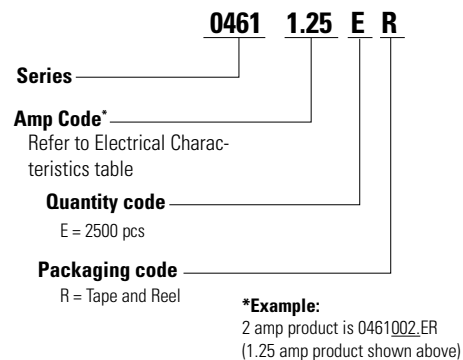 0461 1.25 E R
Series
Amp Code*
Refer to Electrical Charac-
teristics table
Quantity code
E = 2500 pcs
Packaging code
R = Tape and Reel
*Example:
2 amp product is 0461002.ER
(1.25 amp product shown above)